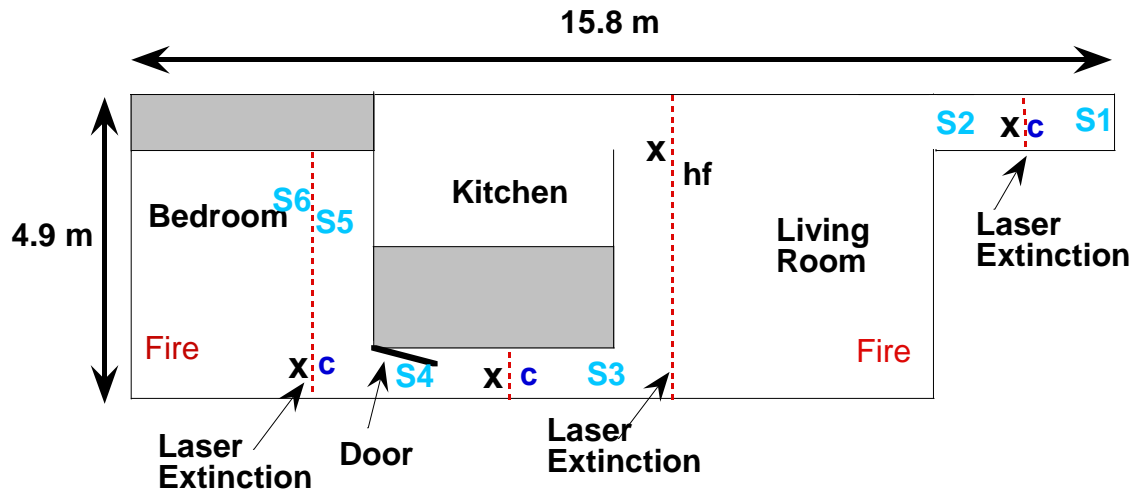 15.8 m
S2 x c S1
x
hf
Kitchen
S6
Bedroom S5
4.9 m
Living
Room
Laser
Extinction
Fire
Fire
x c
S4 x c S3
Laser
Extinction
Door
Laser
Extinction